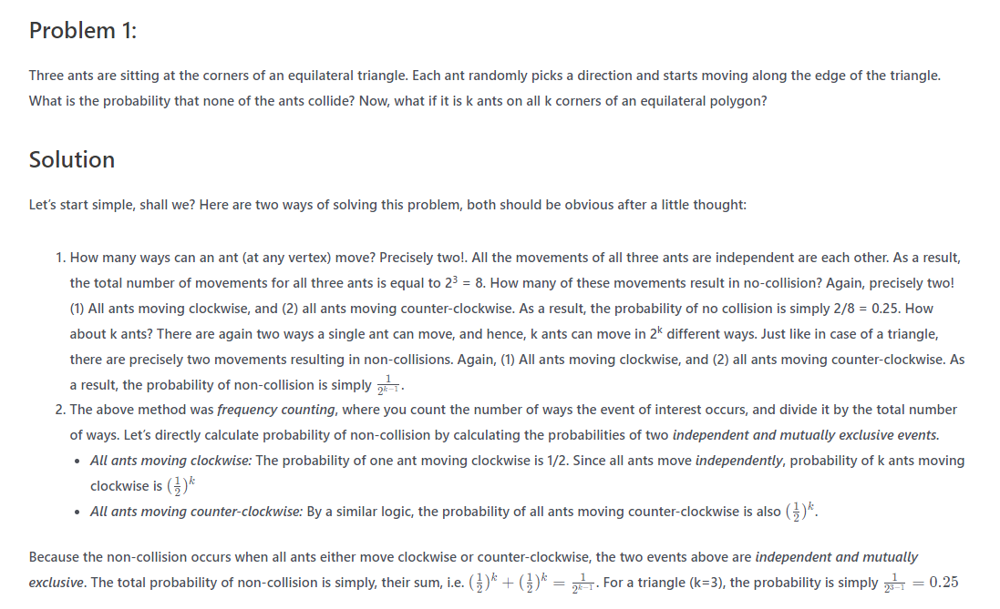 Problem 1:
Three ants are sitting at the corners of an equilateral triangle. Each ant randomly picks a direction and starts moving along the edge of the triangle.
What is the probability that none of the ants collide? Now, what if it is k ants on all k corners of an equilateral polygon?
Solution
Let's start simple, shall we? Here are two ways of solving this problem, both should be obvious after a little thought:
1. How many ways can an ant (at any vertex) move? Precisely two!. All the movements of all three ants are independent are each other. As a result,
the total number of movements for all three ants is equal to 2³ = 8. How many of these movements result in no-collision? Again, precisely two!
(1) All ants moving clockwise, and (2) all ants moving counter-clockwise. As a result, the probability of no collision is simply 2/8 = 0.25. How
about k ants? There are again two ways a single ant can move, and hence, k ants can move in 2ᵏ different ways. Just like in case of a triangle,
there are precisely two movements resulting in non-collisions. Again, (1) All ants moving clockwise, and (2) all ants moving counter-clockwise. As
a result, the probability of non-collision is simply $\frac{1}{2^{k-1}}$.
2. The above method was frequency counting, where you count the number of ways the event of interest occurs, and divide it by the total number
of ways. Let's directly calculate probability of non-collision by calculating the probabilities of two independent and mutually exclusive events.
• All ants moving clockwise: The probability of one ant moving clockwise is 1/2. Since all ants move independently, probability of k ants moving
clockwise is $(\frac{1}{2})^k$
• All ants moving counter-clockwise: By a similar logic, the probability of all ants moving counter-clockwise is also $(\frac{1}{2})^k$.
Because the non-collision occurs when all ants either move clockwise or counter-clockwise, the two events above are independent and mutually
exclusive. The total probability of non-collision is simply, their sum, i.e. $(\frac{1}{2})^k + (\frac{1}{2})^k = \frac{1}{2^{k-1}}$. For a triangle (k=3), the probability is simply $\frac{1}{2^{3-1}} = 0.25$